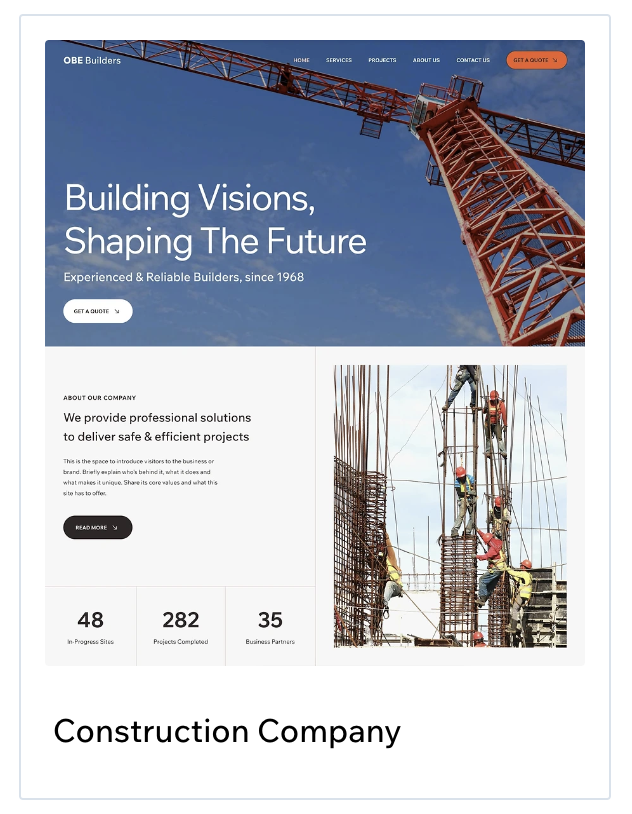 OBE Builders
HOME SERVICES PROJECTS ABOUT US CONTACT US GET A QUOTE
Building Visions,
Shaping The Future
Experienced & Reliable Builders, since 1968
GET A QUOTE
ABOUT OUR COMPANY
We provide professional solutions
to deliver safe & efficient projects
This is the space to introduce visitors to the business or
brand. Briefly explain who's behind it, what it does and
what makes it unique. Share its core values and what this
site has to offer.
READ MORE
48 282 35
In-Progress Sites Projects Completed Business Partners
Construction Company